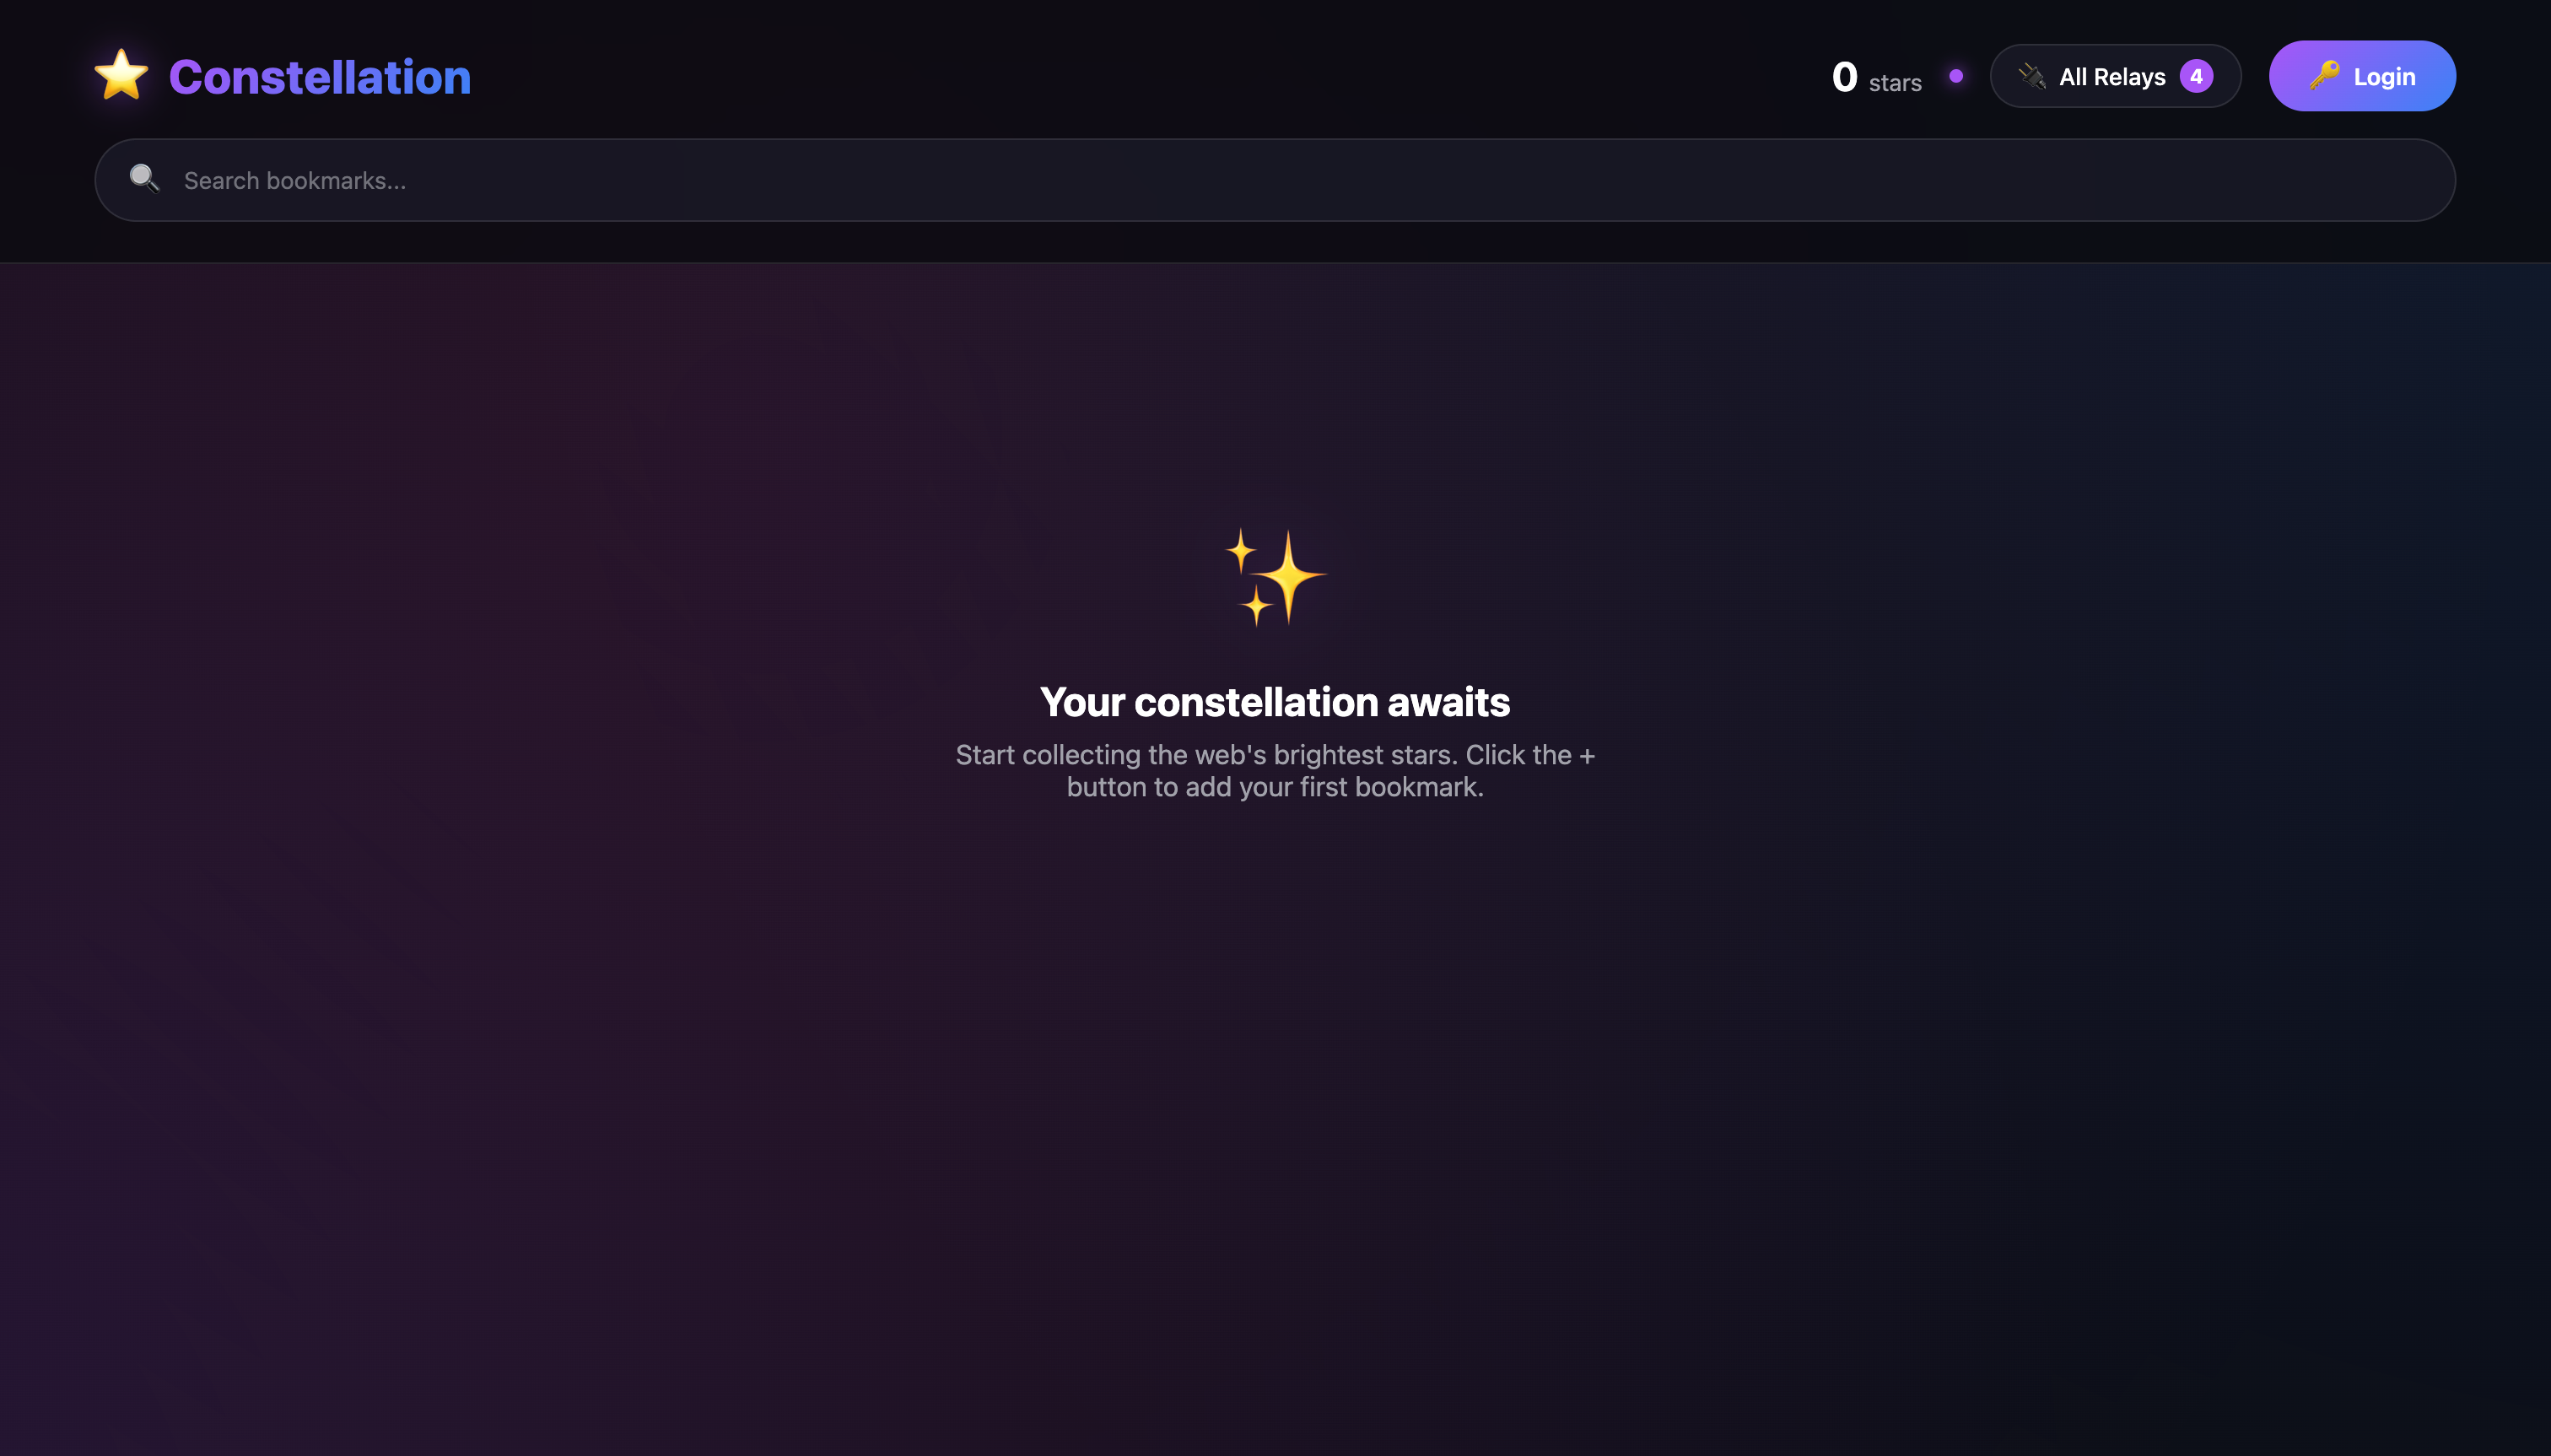 Constellation
0 stars
All Relays 4
Login
Search bookmarks...
Your constellation awaits
Start collecting the web's brightest stars. Click the +
button to add your first bookmark.